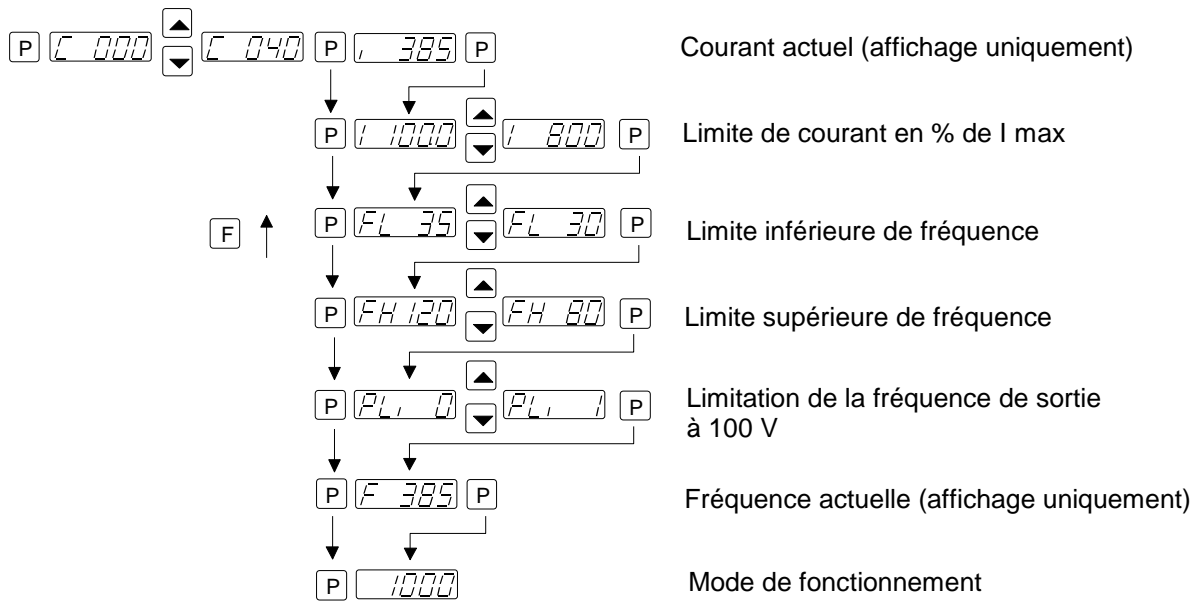 P C 000 C 040 P i 385 P Courant actuel (affichage uniquement)
P I 100.0 I 800 P Limite de courant en % de I max
F P FL 35 FL 30 P Limite inférieure de fréquence
P FH 120 FH 80 P Limite supérieure de fréquence
P PLi 0 PLi 1 P Limitation de la fréquence de sortie
à 100 V
P F 385 P Fréquence actuelle (affichage uniquement)
P 1000 Mode de fonctionnement